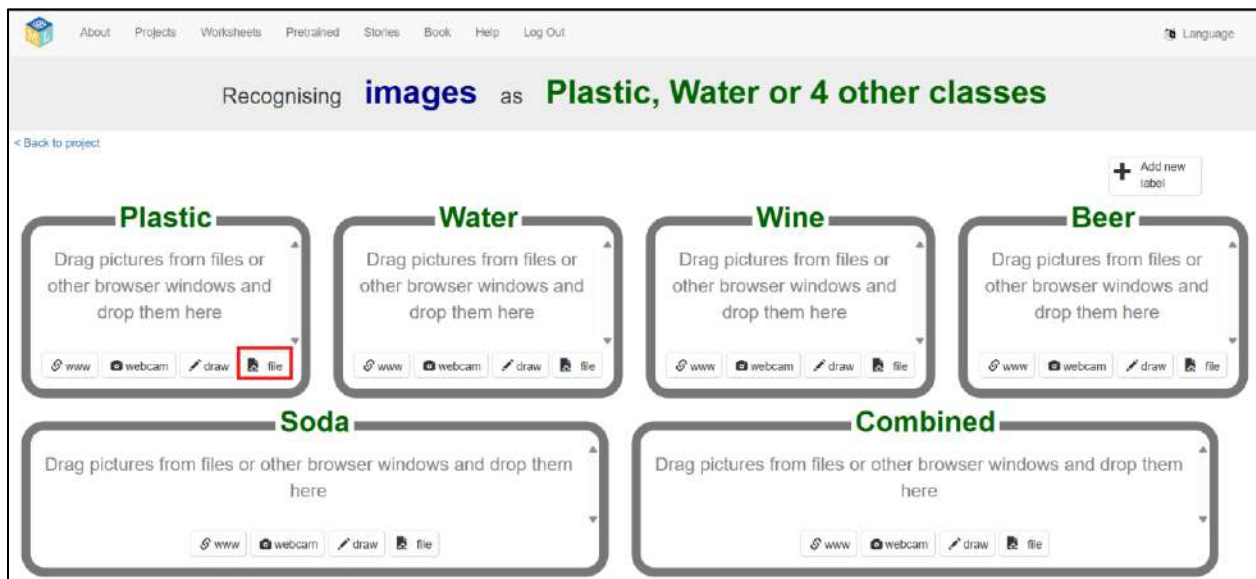 About Projects Worksheets Pretrained Stories Book Help Log Out Language
Recognising images as Plastic, Water or 4 other classes
< Back to project
Add new
label
Plastic Water Wine Beer
Drag pictures from files or Drag pictures from files or Drag pictures from files or Drag pictures from files or
other browser windows and other browser windows and other browser windows and other browser windows and
drop them here drop them here drop them here drop them here
www webcam draw file www webcam draw file www webcam draw file www webcam draw file
Soda Combined
Drag pictures from files or other browser windows and drop them Drag pictures from files or other browser windows and drop them
here here
www webcam draw file www webcam draw file